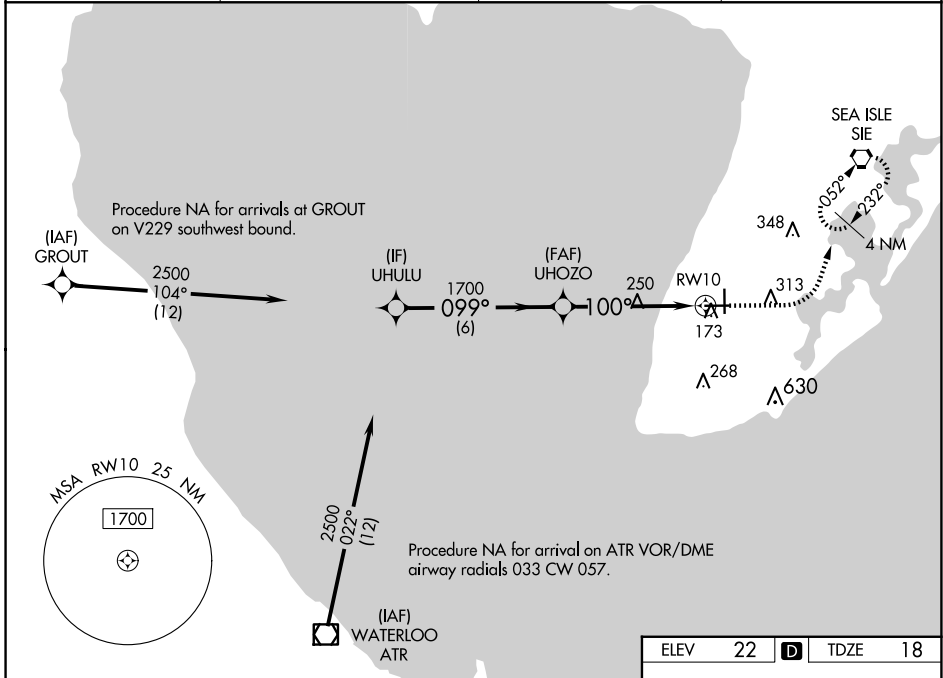 SEA ISLE
SIE
052°
232°
4 NM
Procedure NA for arrivals at GROUT
on V229 southwest bound.
(IAF)
GROUT
2500
104°
(12)
(IF)
UHULU
1700
099°
(6)
(FAF)
UHOZO
100°
250
RW10
173
348
313
268
630
MSA RW10 25 NM
1700
2500
022°
(12)
Procedure NA for arrival on ATR VOR/DME
airway radials 033 CW 057.
(IAF)
WATERLOO
ATR
ELEV 22 D TDZE 18